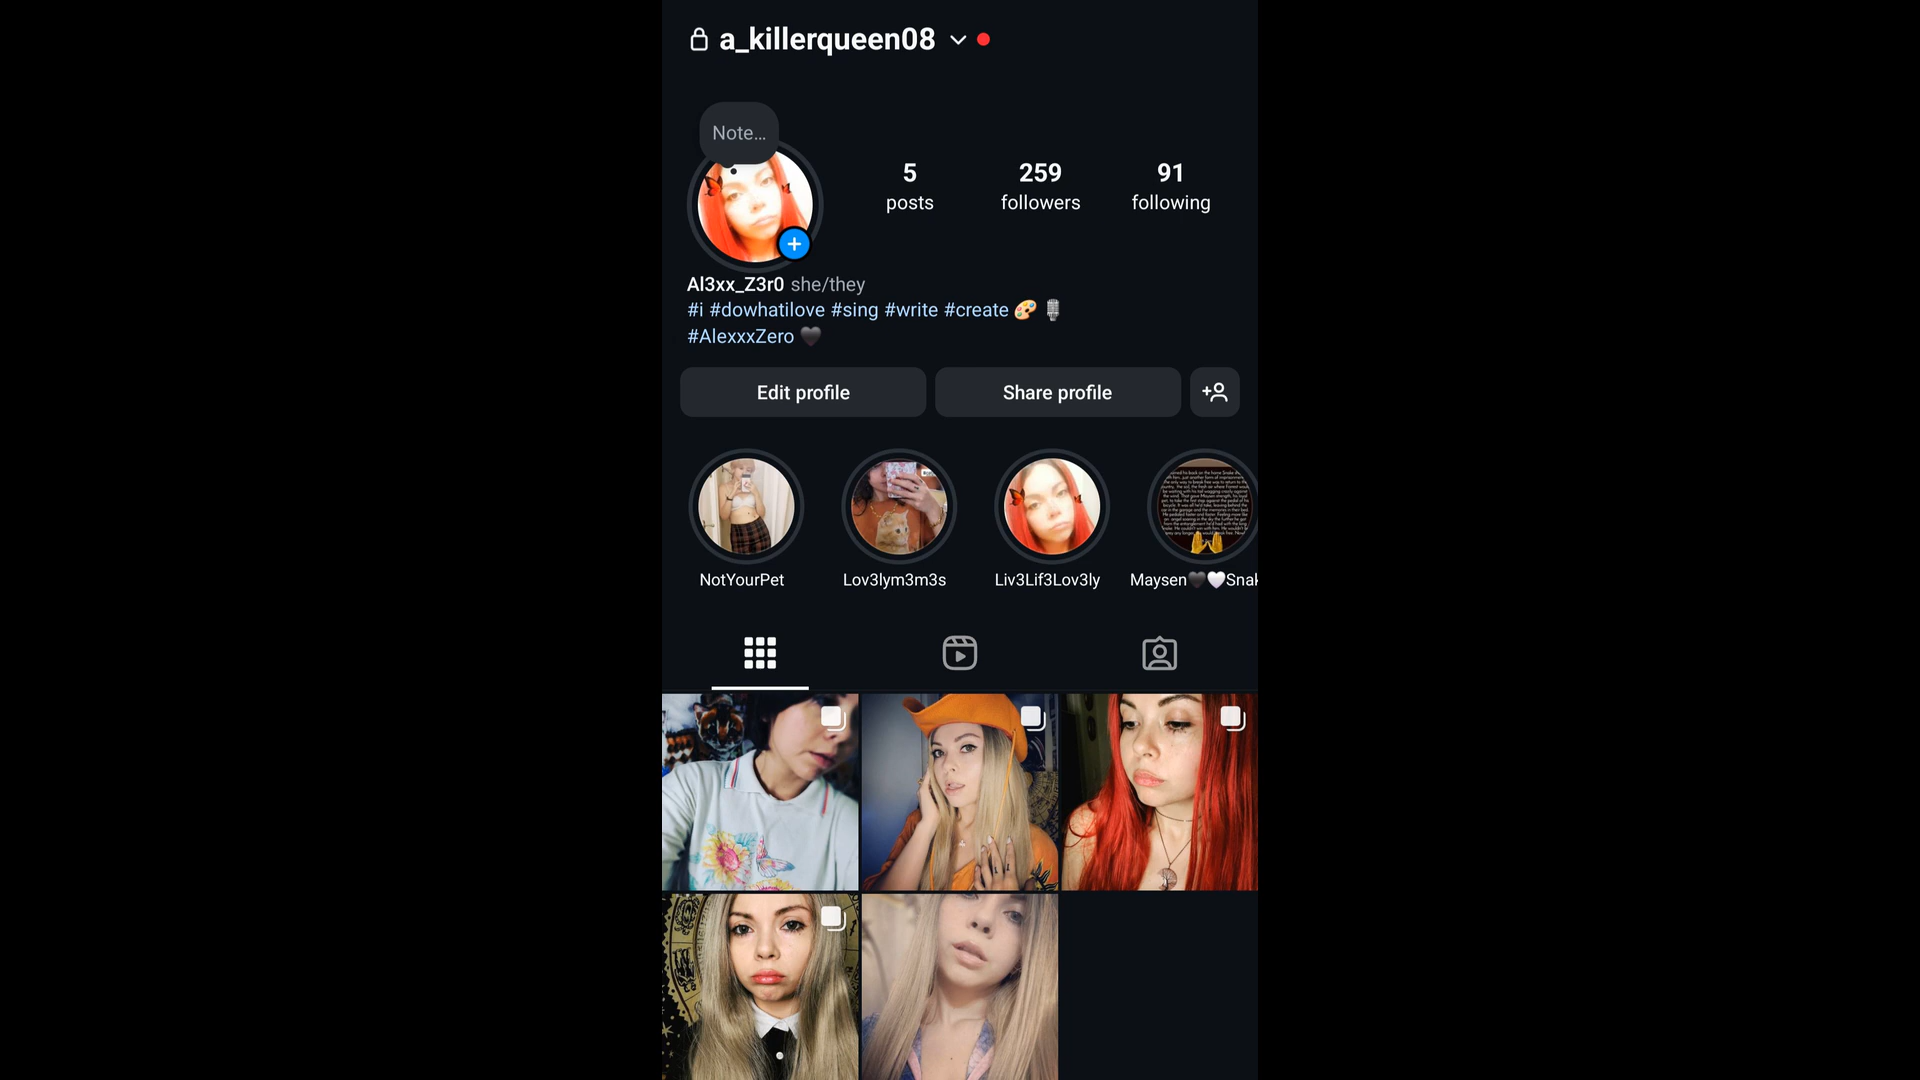 a_killerqueen08
Note...
5 259 91
posts followers following
Al3xx_Z3r0 she/they
#i #dowhatilove #sing #write #create 🎨 🎙️
#AlexxxZero 🖤
Edit profile Share profile
NotYourPet Lov3lym3m3s Liv3Lif3Lov3ly Maysen🖤🤍Snak